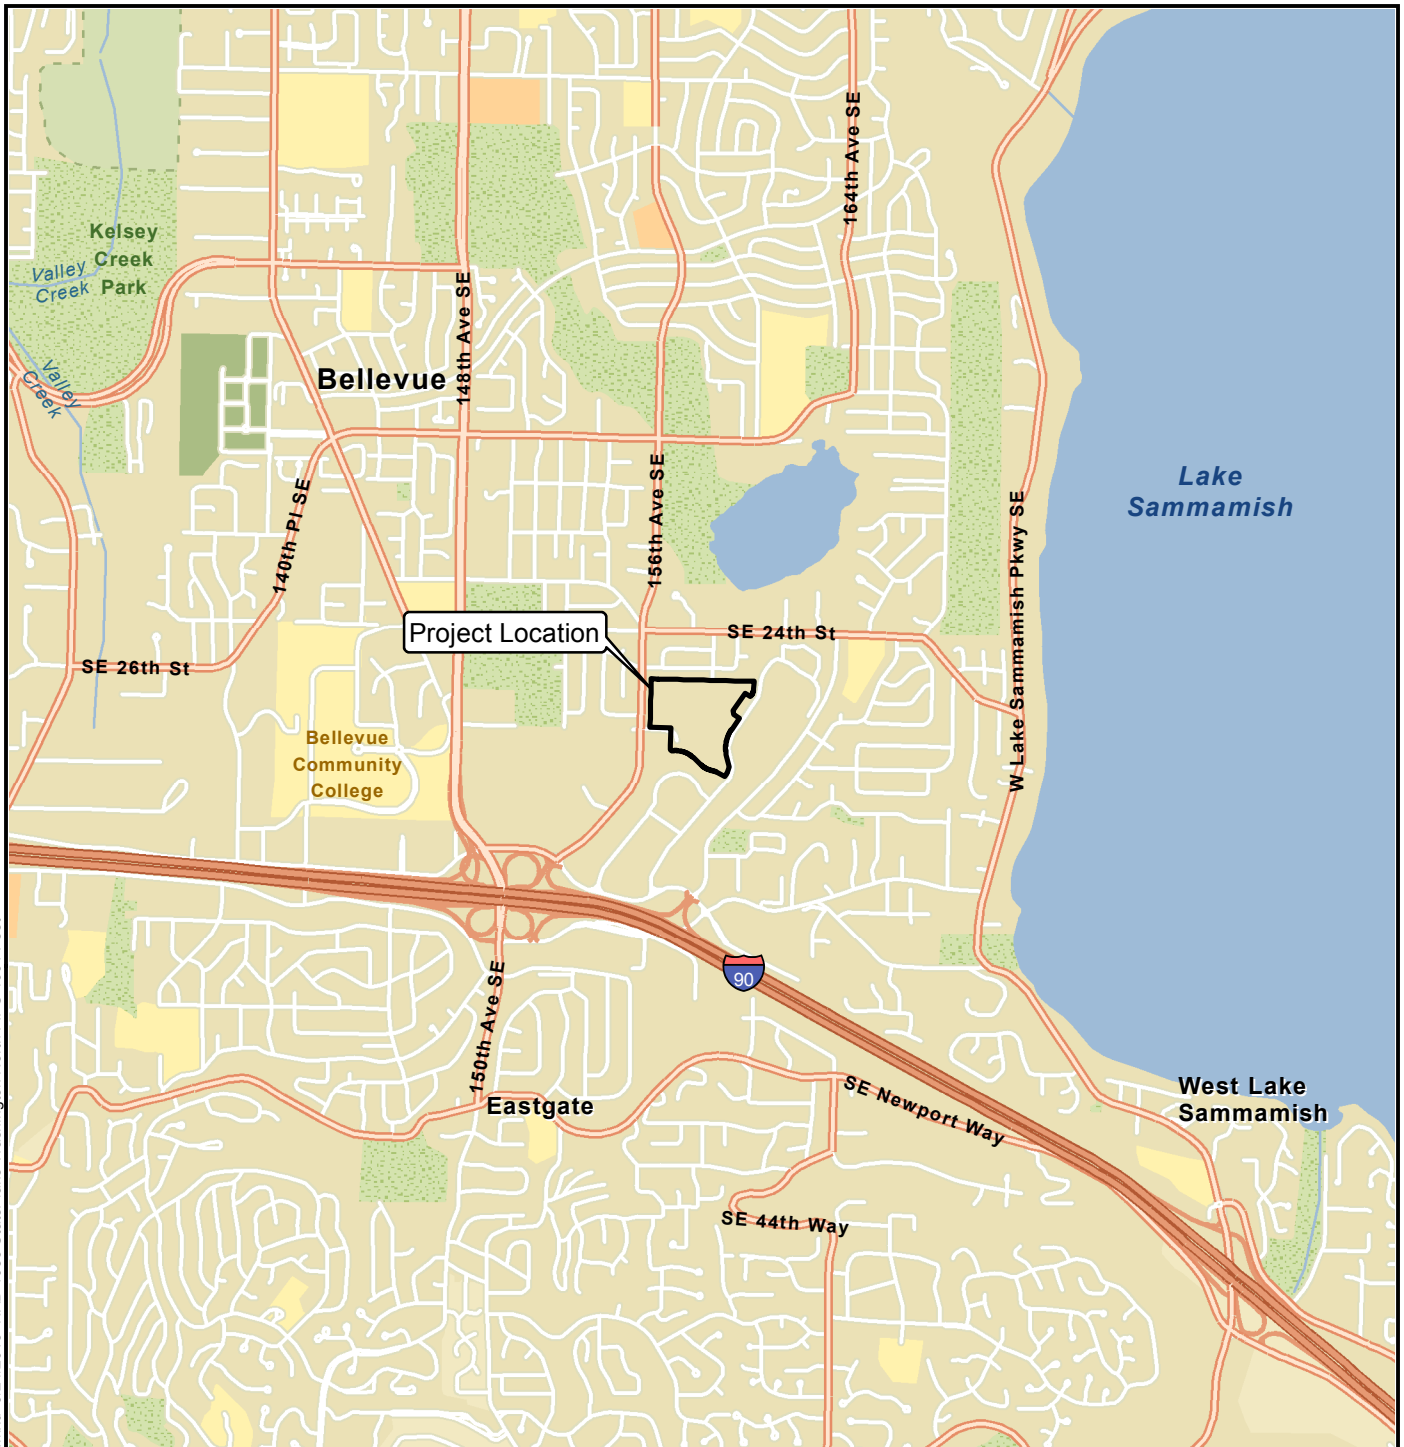 164th Ave SE
Kelsey
Creek
Park
Valley
Creek
148th Ave SE
Valley
Creek
Bellevue
156th Ave SE
Lake
Sammamish
140th Pl SE
W Lake Sammamish Pkwy SE
Project Location
SE 24th St
SE 26th St
Bellevue
Community
College
90
150th Ave SE
Eastgate
SE Newport Way
West Lake
Sammamish
SE 44th Way